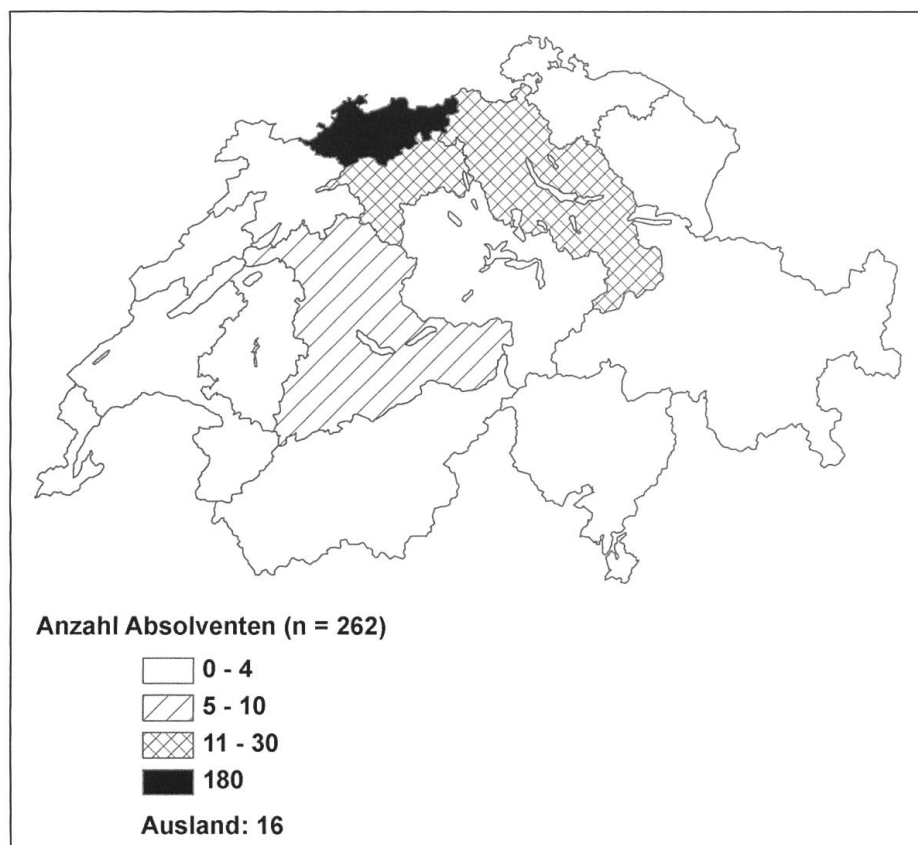 Anzahl Absolventen (n = 262)
0 - 4
5 - 10
11 - 30
180
Ausland: 16